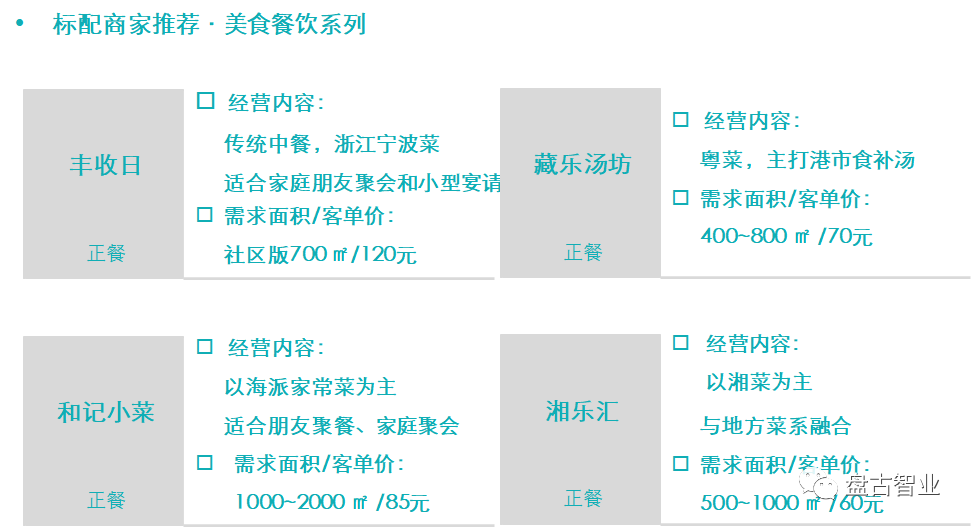 • 标配商家推荐·美食餐饮系列
丰收日
正餐
□ 经营内容：
传统中餐，浙江宁波菜
适合家庭朋友聚会和小型宴请
□ 需求面积/客单价：
社区版700㎡/120元
藏乐汤坊
正餐
□ 经营内容：
粤菜，主打港市食补汤
□ 需求面积/客单价：
400~800㎡/70元
和记小菜
正餐
□ 经营内容：
以海派家常菜为主
适合朋友聚餐、家庭聚会
□ 需求面积/客单价：
1000~2000㎡/85元
湘乐汇
正餐
□ 经营内容：
以湘菜为主
与地方菜系融合
□ 需求面积/客单价：
500~1000㎡/60元
盘古智业